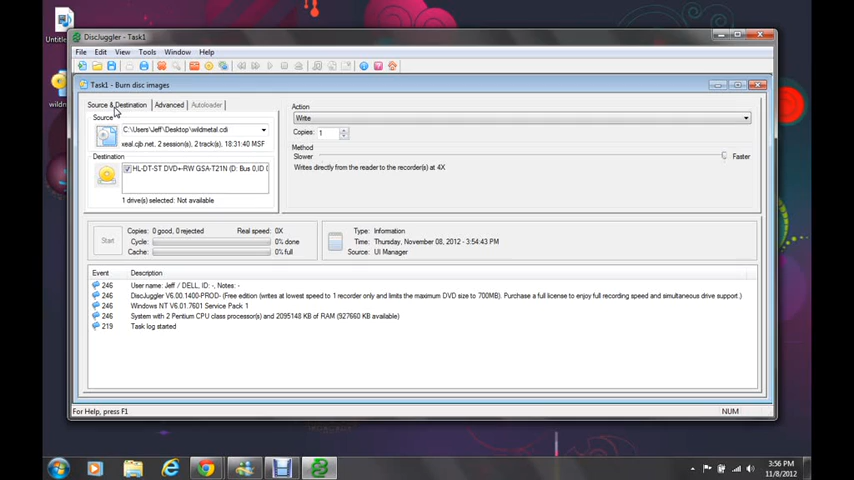 Untitle
wildn
DiscJuggler - Task1
File Edit View Tools Window Help
Task1 - Burn disc images
Source & Destination Advanced Autoloader
Source
C:\Users\Jeff\Desktop\wildmetal.cdi
xeal.cjb.net, 2 session(s), 2 track(s), 18:31:40 MSF
Destination
HL-DT-ST DVD+-RW GSA-T21N (D: Bus 0,ID 0
1 drive(s) selected: Not available
Action
Write
Copies: 1
Method
Slower Faster
Writes directly from the reader to the recorder(s) at 4X
Start
Copies: 0 good, 0 rejected Real speed: 0X
Cycle: 0% done
Cache: 0% full
Type: Information
Time: Thursday, November 08, 2012 - 3:54:43 PM
Source: UI Manager
Event Description
246 User name: Jeff / DELL, ID: -, Notes: -
246 DiscJuggler V6.00.1400-PROD- (Free edition (writes at lowest speed to 1 recorder only and limits the maximum DVD size to 700MB). Purchase a full license to enjoy full recording speed and simultaneous drive support.)
246 Windows NT V6.01.7601 Service Pack 1
246 System with 2 Pentium CPU class processor(s) and 2095148 KB of RAM (927660 KB available)
219 Task log started
For Help, press F1
NUM
3:56 PM
11/8/2012